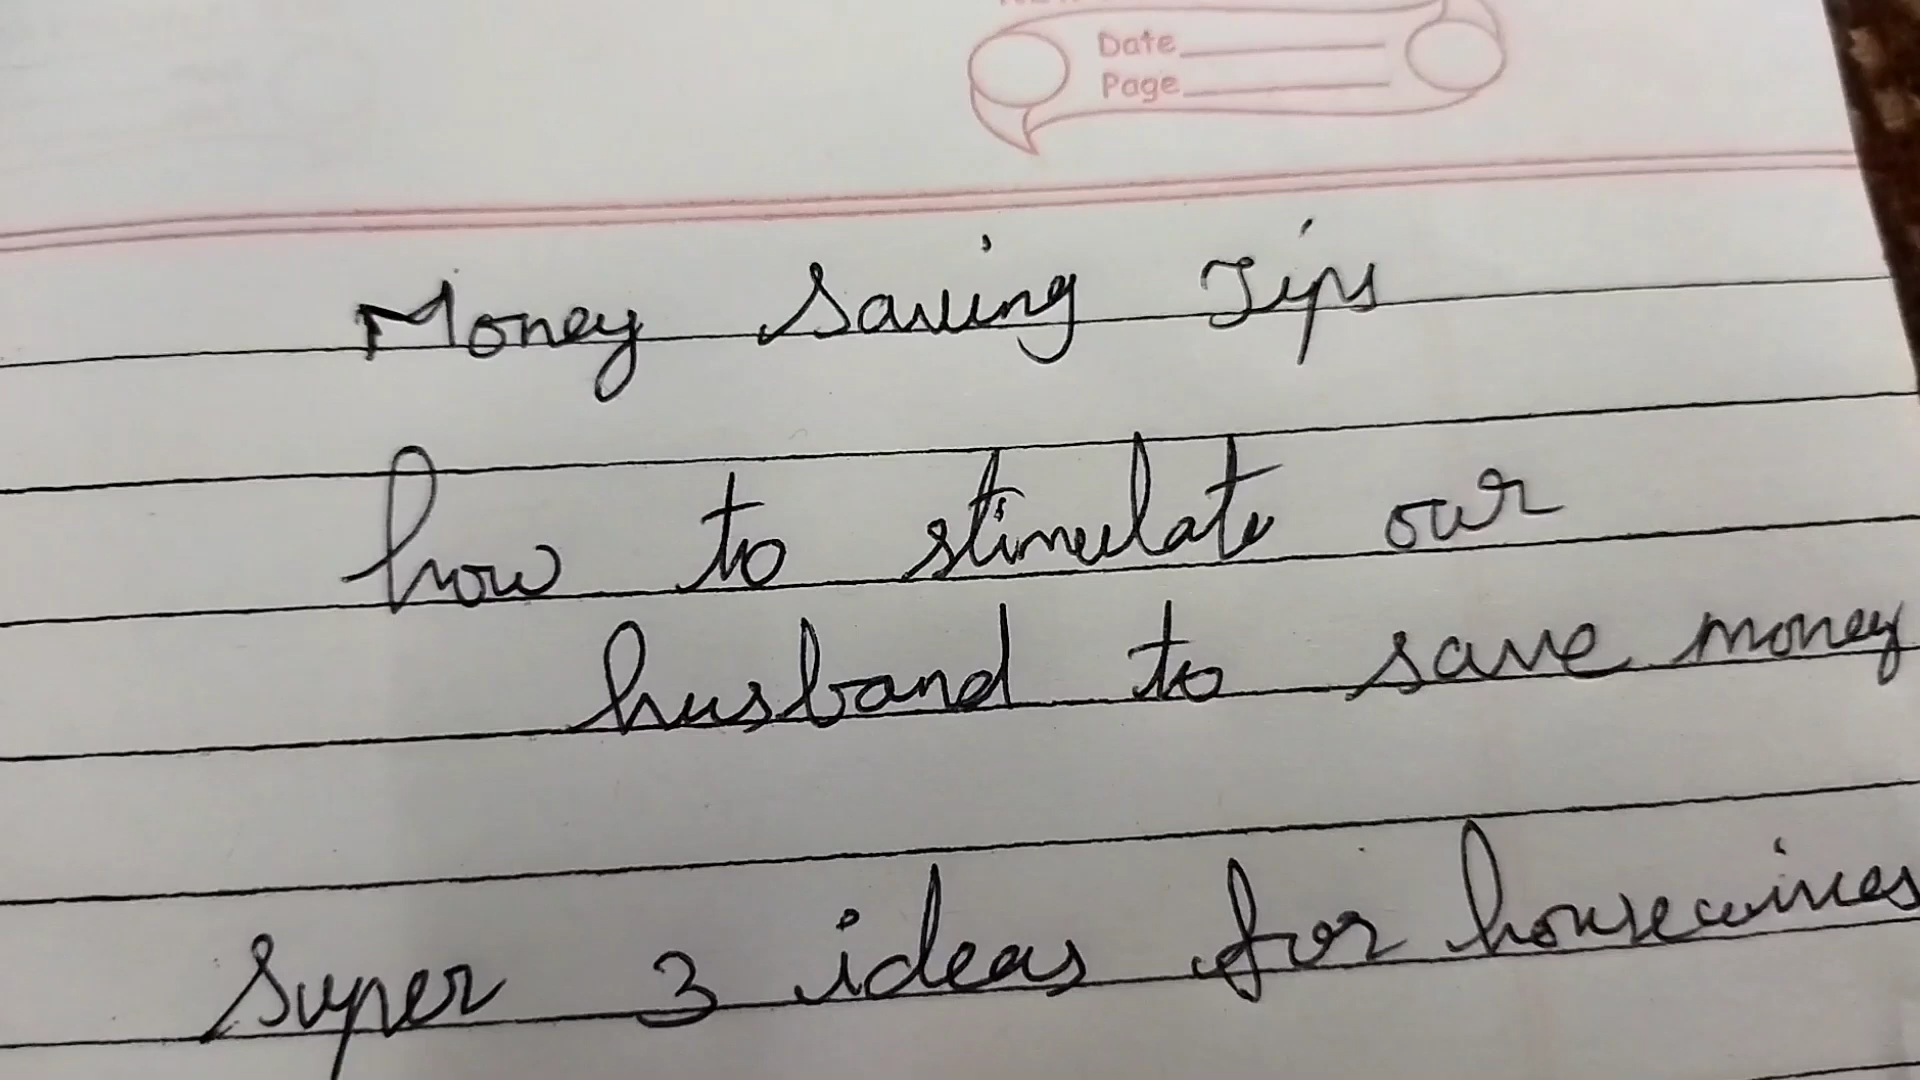 Date
Page
Money Saving Tips
how to stimulate our
husband to save money
Super 3 ideas for housewives